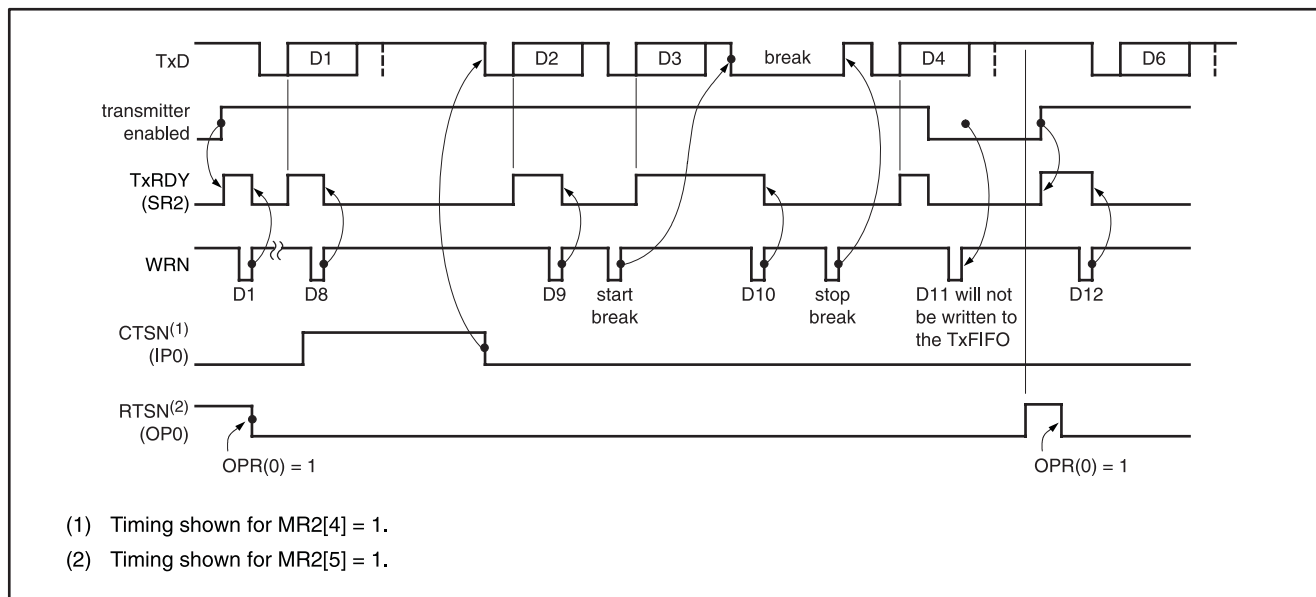 TxD
D1
D2
D3
break
D4
D6
transmitter
enabled
TxRDY
(SR2)
WRN
D1
D8
D9
start
break
D10
stop
break
D11 will not
be written to
the TxFIFO
D12
CTSN(1)
(IP0)
RTSN(2)
(OP0)
OPR(0) = 1
OPR(0) = 1
(1) Timing shown for MR2[4] = 1.
(2) Timing shown for MR2[5] = 1.